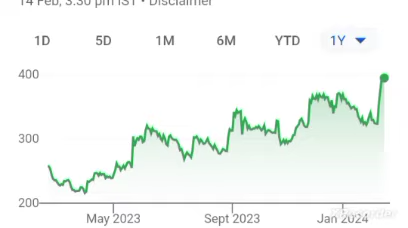 14 Feb, 3:30 pm IST • Disclaimer
1D 5D 1M 6M YTD 1Y
400
300
200
May 2023 Sept 2023 Jan 2024